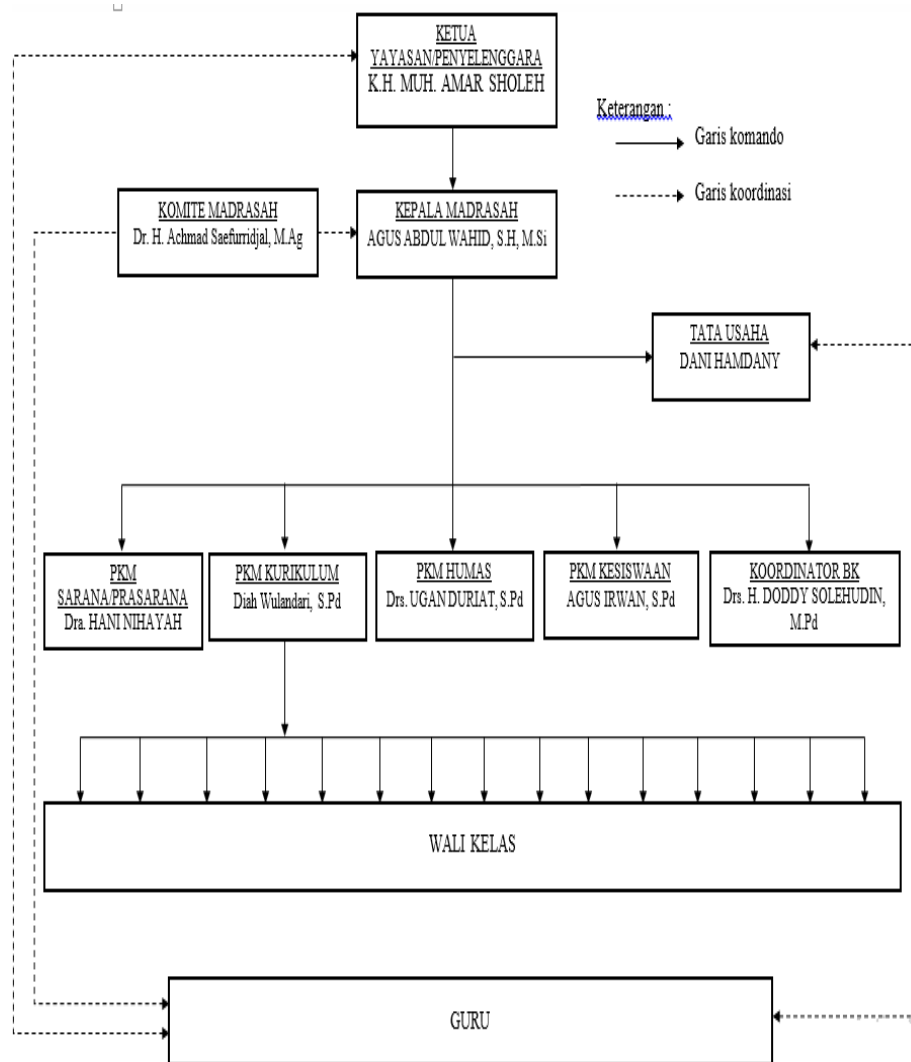 KETUA
YAYASAN/PENYELENGGARA
K.H. MUH. AMAR SHOLEH
Keterangan :
Garis komando
Garis koordinasi
KOMITE MADRASAH
Dr. H. Achmad Saefurridjal, M.Ag
KEPALA MADRASAH
AGUS ABDUL WAHID, S.H, M.Si
TATA USAHA
DANI HAMDANY
PKM
SARANA/PRASARANA
Dra. HANI NIHAYAH
PKM KURIKULUM
Diah Wulandari, S.Pd
PKM HUMAS
Drs. UGAN DURIAT, S.Pd
PKM KESISWAAN
AGUS IRWAN, S.Pd
KOORDINATOR BK
Drs. H. DODDY SOLEHUDIN,
M.Pd
WALI KELAS
GURU